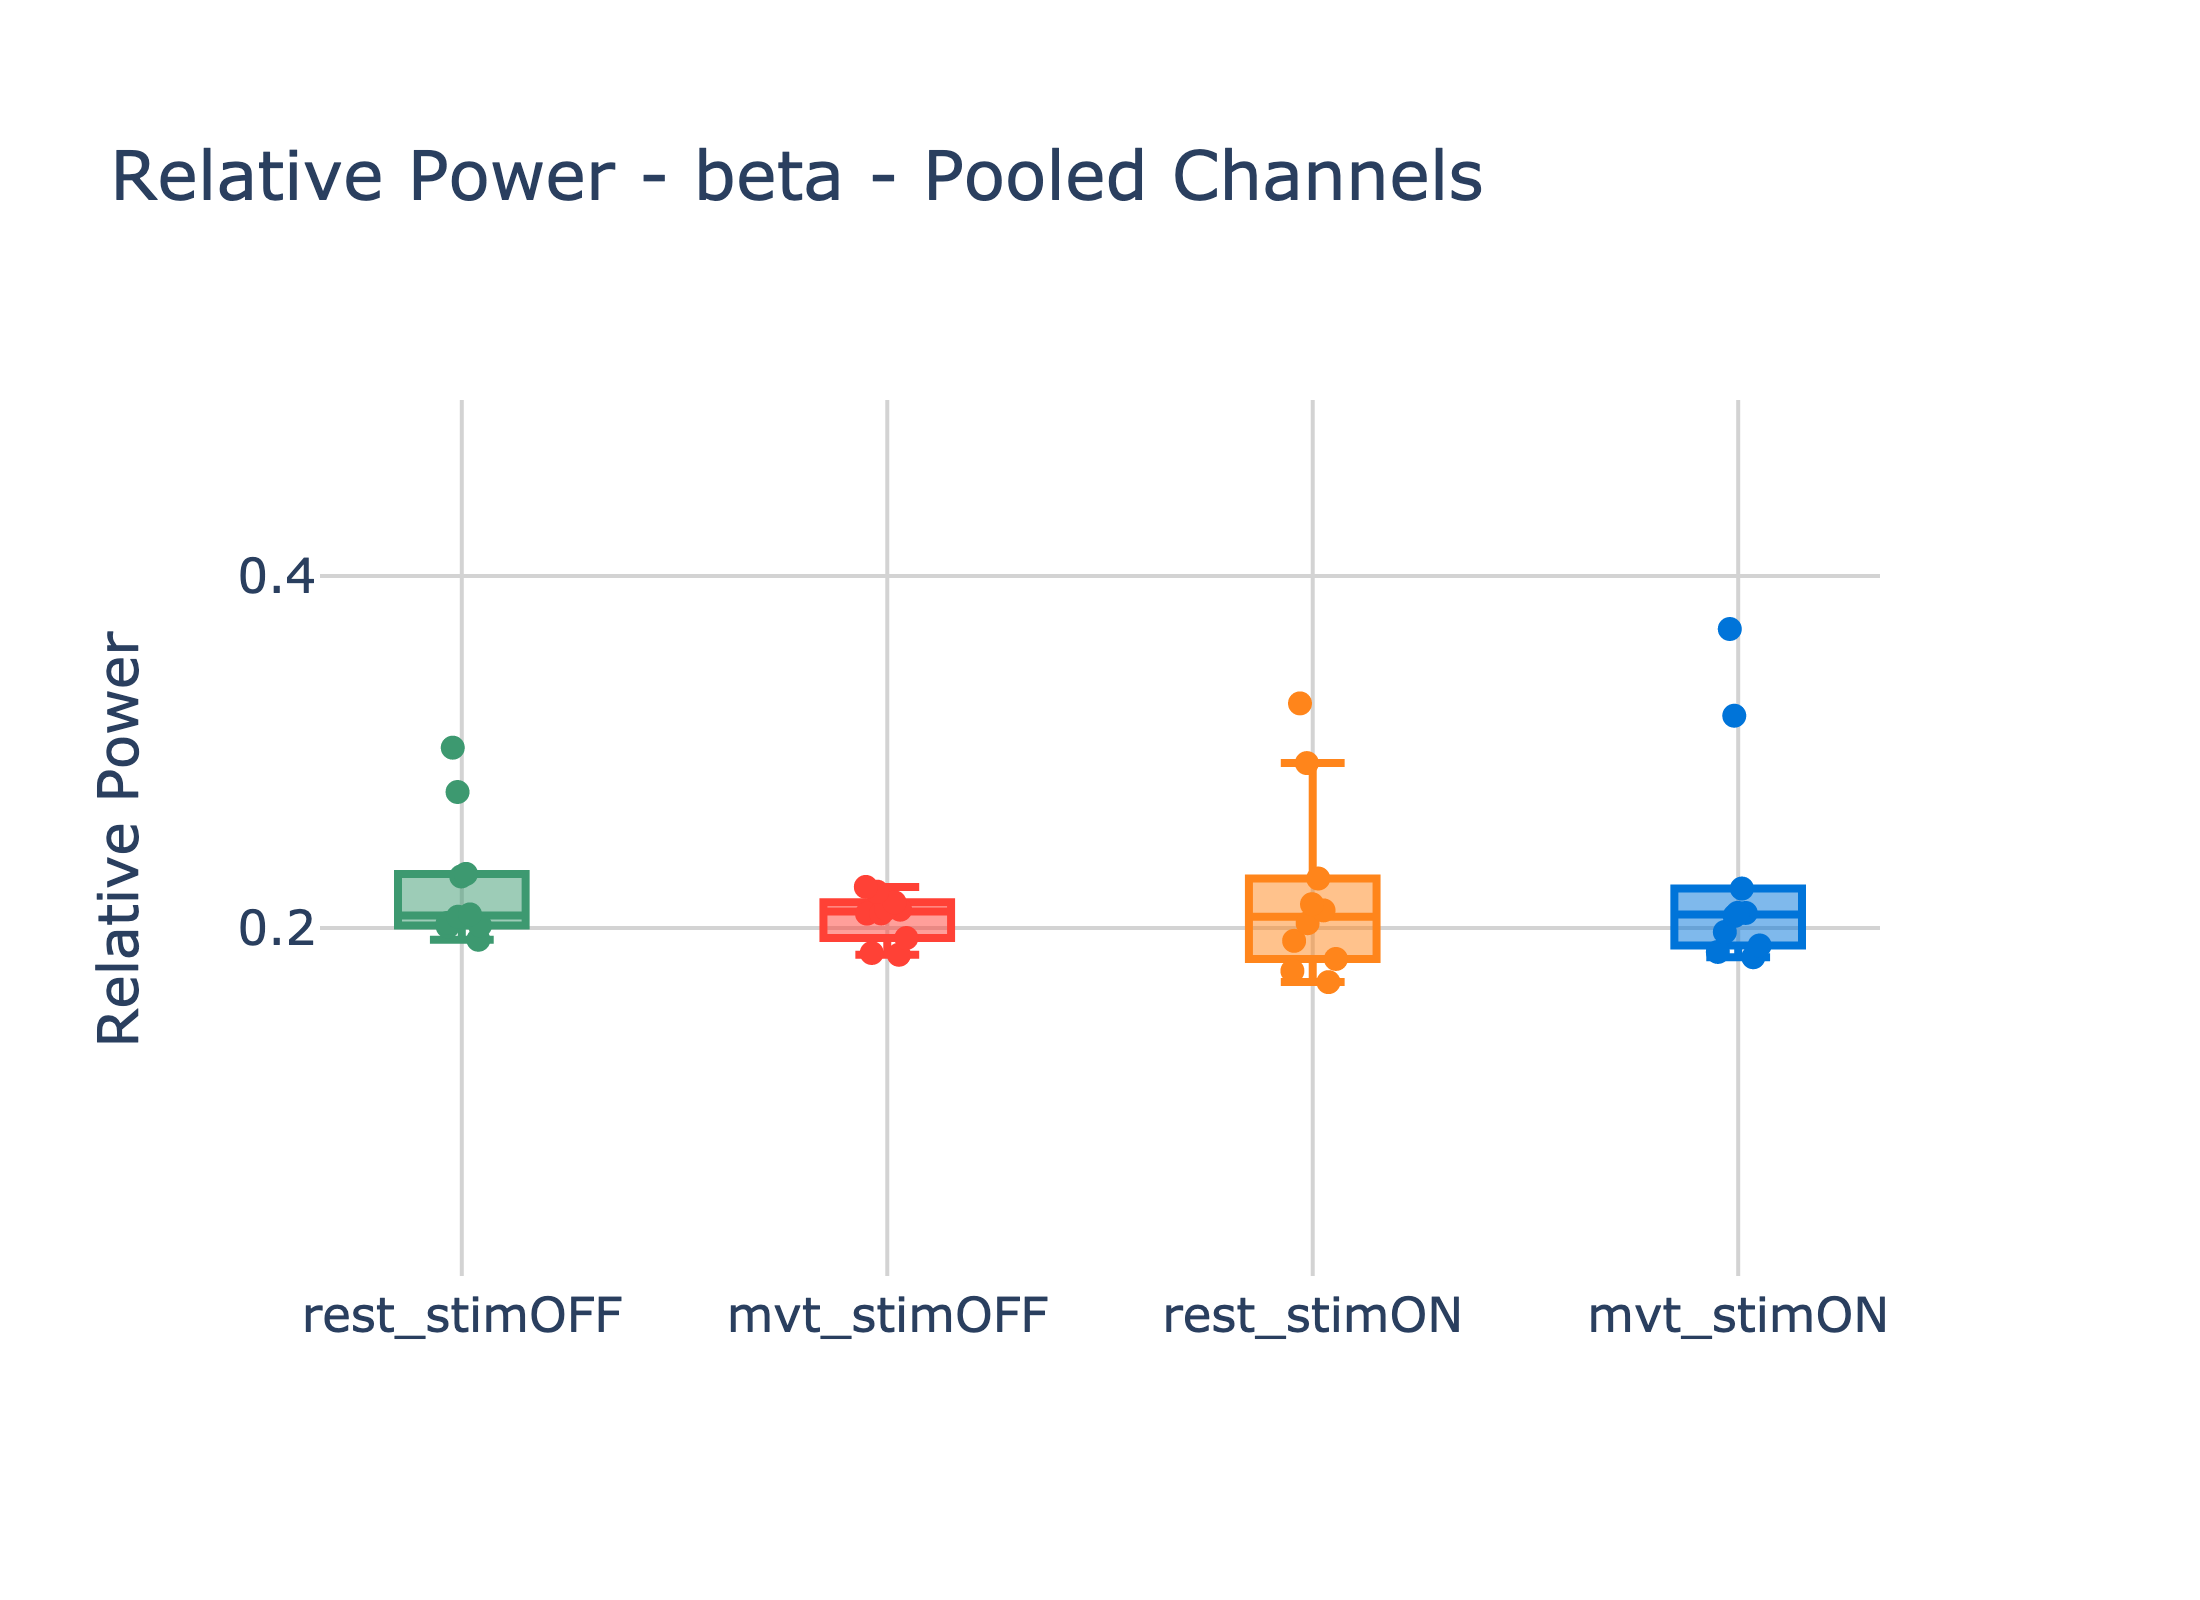 Relative Power - beta - Pooled Channels
0.4
0.2
Relative Power
rest_stimOFF
mvt_stimOFF
rest_stimON
mvt_stimON